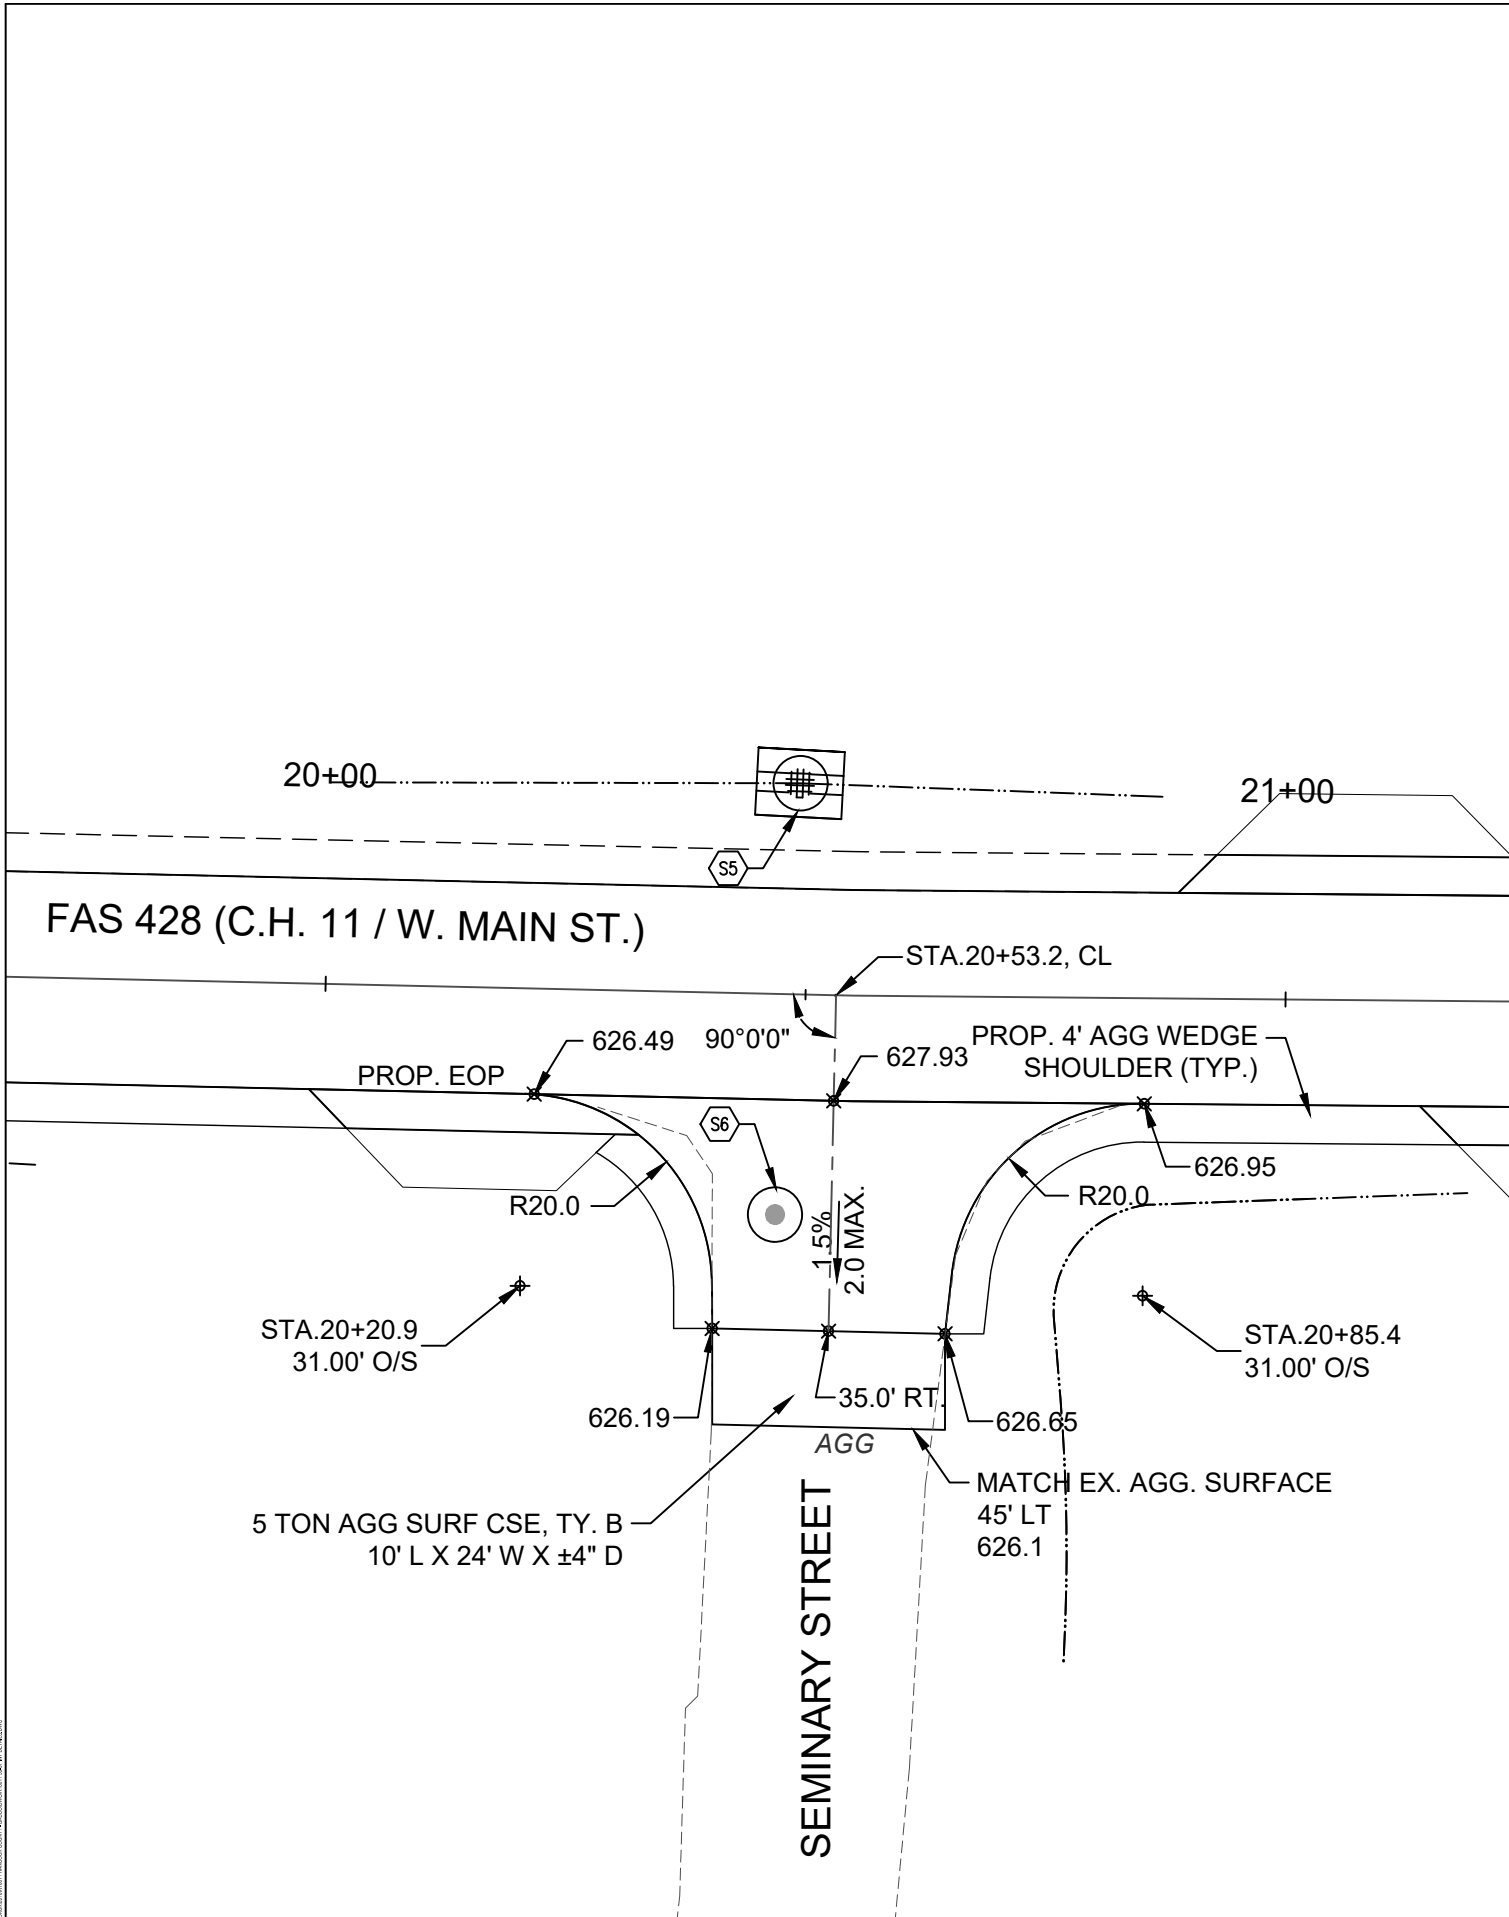 20+00
21+00
S5
FAS 428 (C.H. 11 / W. MAIN ST.)
STA.20+53.2, CL
626.49
90°0'0"
627.93
PROP. 4' AGG WEDGE
SHOULDER (TYP.)
PROP. EOP
S6
626.95
R20.0
R20.0
1.5%
2.0 MAX.
STA.20+20.9
31.00' O/S
STA.20+85.4
31.00' O/S
35.0' RT.
626.19
626.65
AGG
MATCH EX. AGG. SURFACE
45' LT
626.1
5 TON AGG SURF CSE, TY. B
10' L X 24' W X ±4" D
SEMINARY STREET